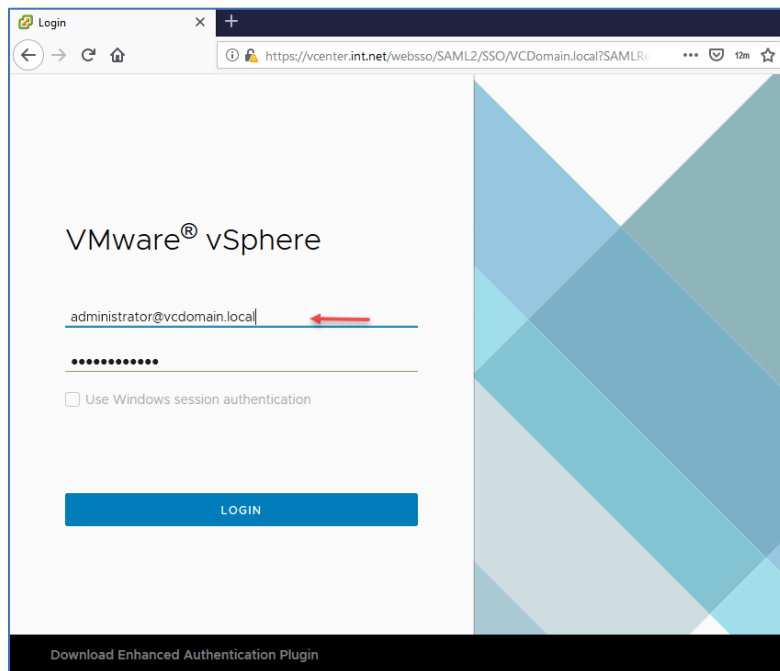 Login
https://vcenter.int.net/websso/SAML2/SSO/VCDomain.local?SAMLRe
12m
VMware® vSphere
administrator@vcdomain.local
••••••••••••
Use Windows session authentication
LOGIN
Download Enhanced Authentication Plugin